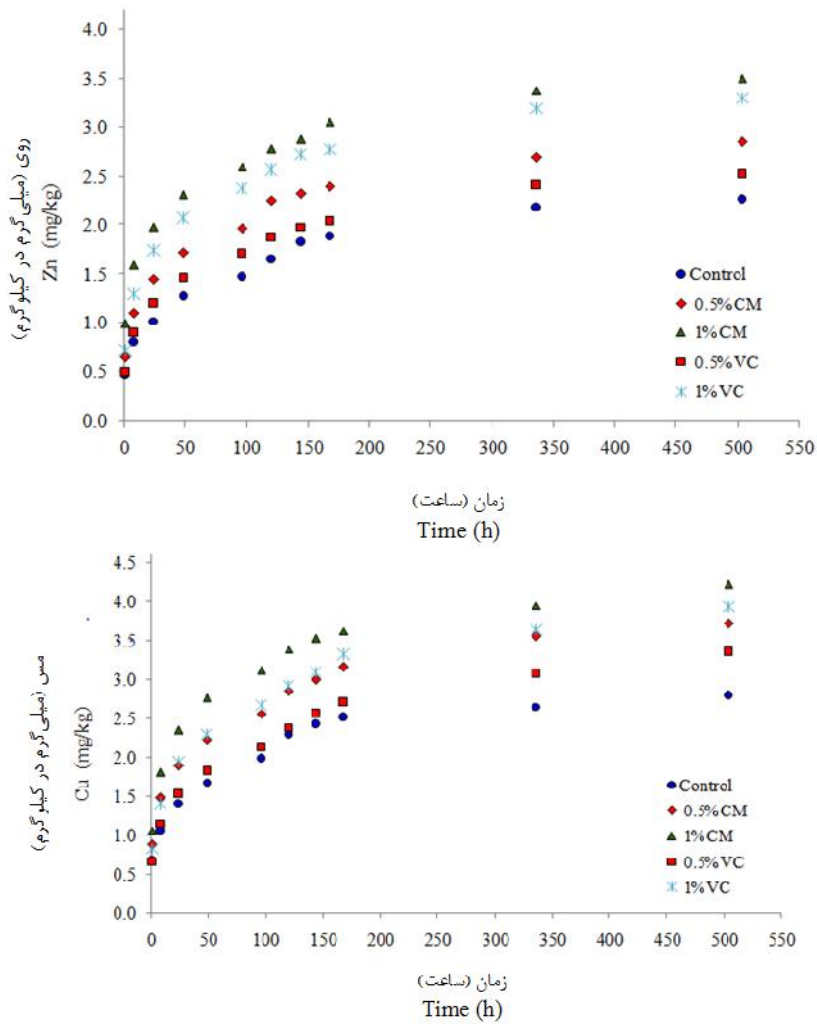 4.0
3.5
3.0
2.5
2.0
1.5
1.0
0.5
0.0
روی (میلی‌گرم در کیلوگرم)
Zn (mg/kg)
Control
0.5%CM
1%CM
0.5%VC
1%VC
0 50 100 150 200 250 300 350 400 450 500 550
زمان (ساعت)
Time (h)
4.5
4.0
3.5
3.0
2.5
2.0
1.5
1.0
0.5
0.0
مس (میلی‌گرم در کیلوگرم)
Cu (mg/kg)
Control
0.5%CM
1%CM
0.5%VC
1%VC
0 50 100 150 200 250 300 350 400 450 500 550
زمان (ساعت)
Time (h)